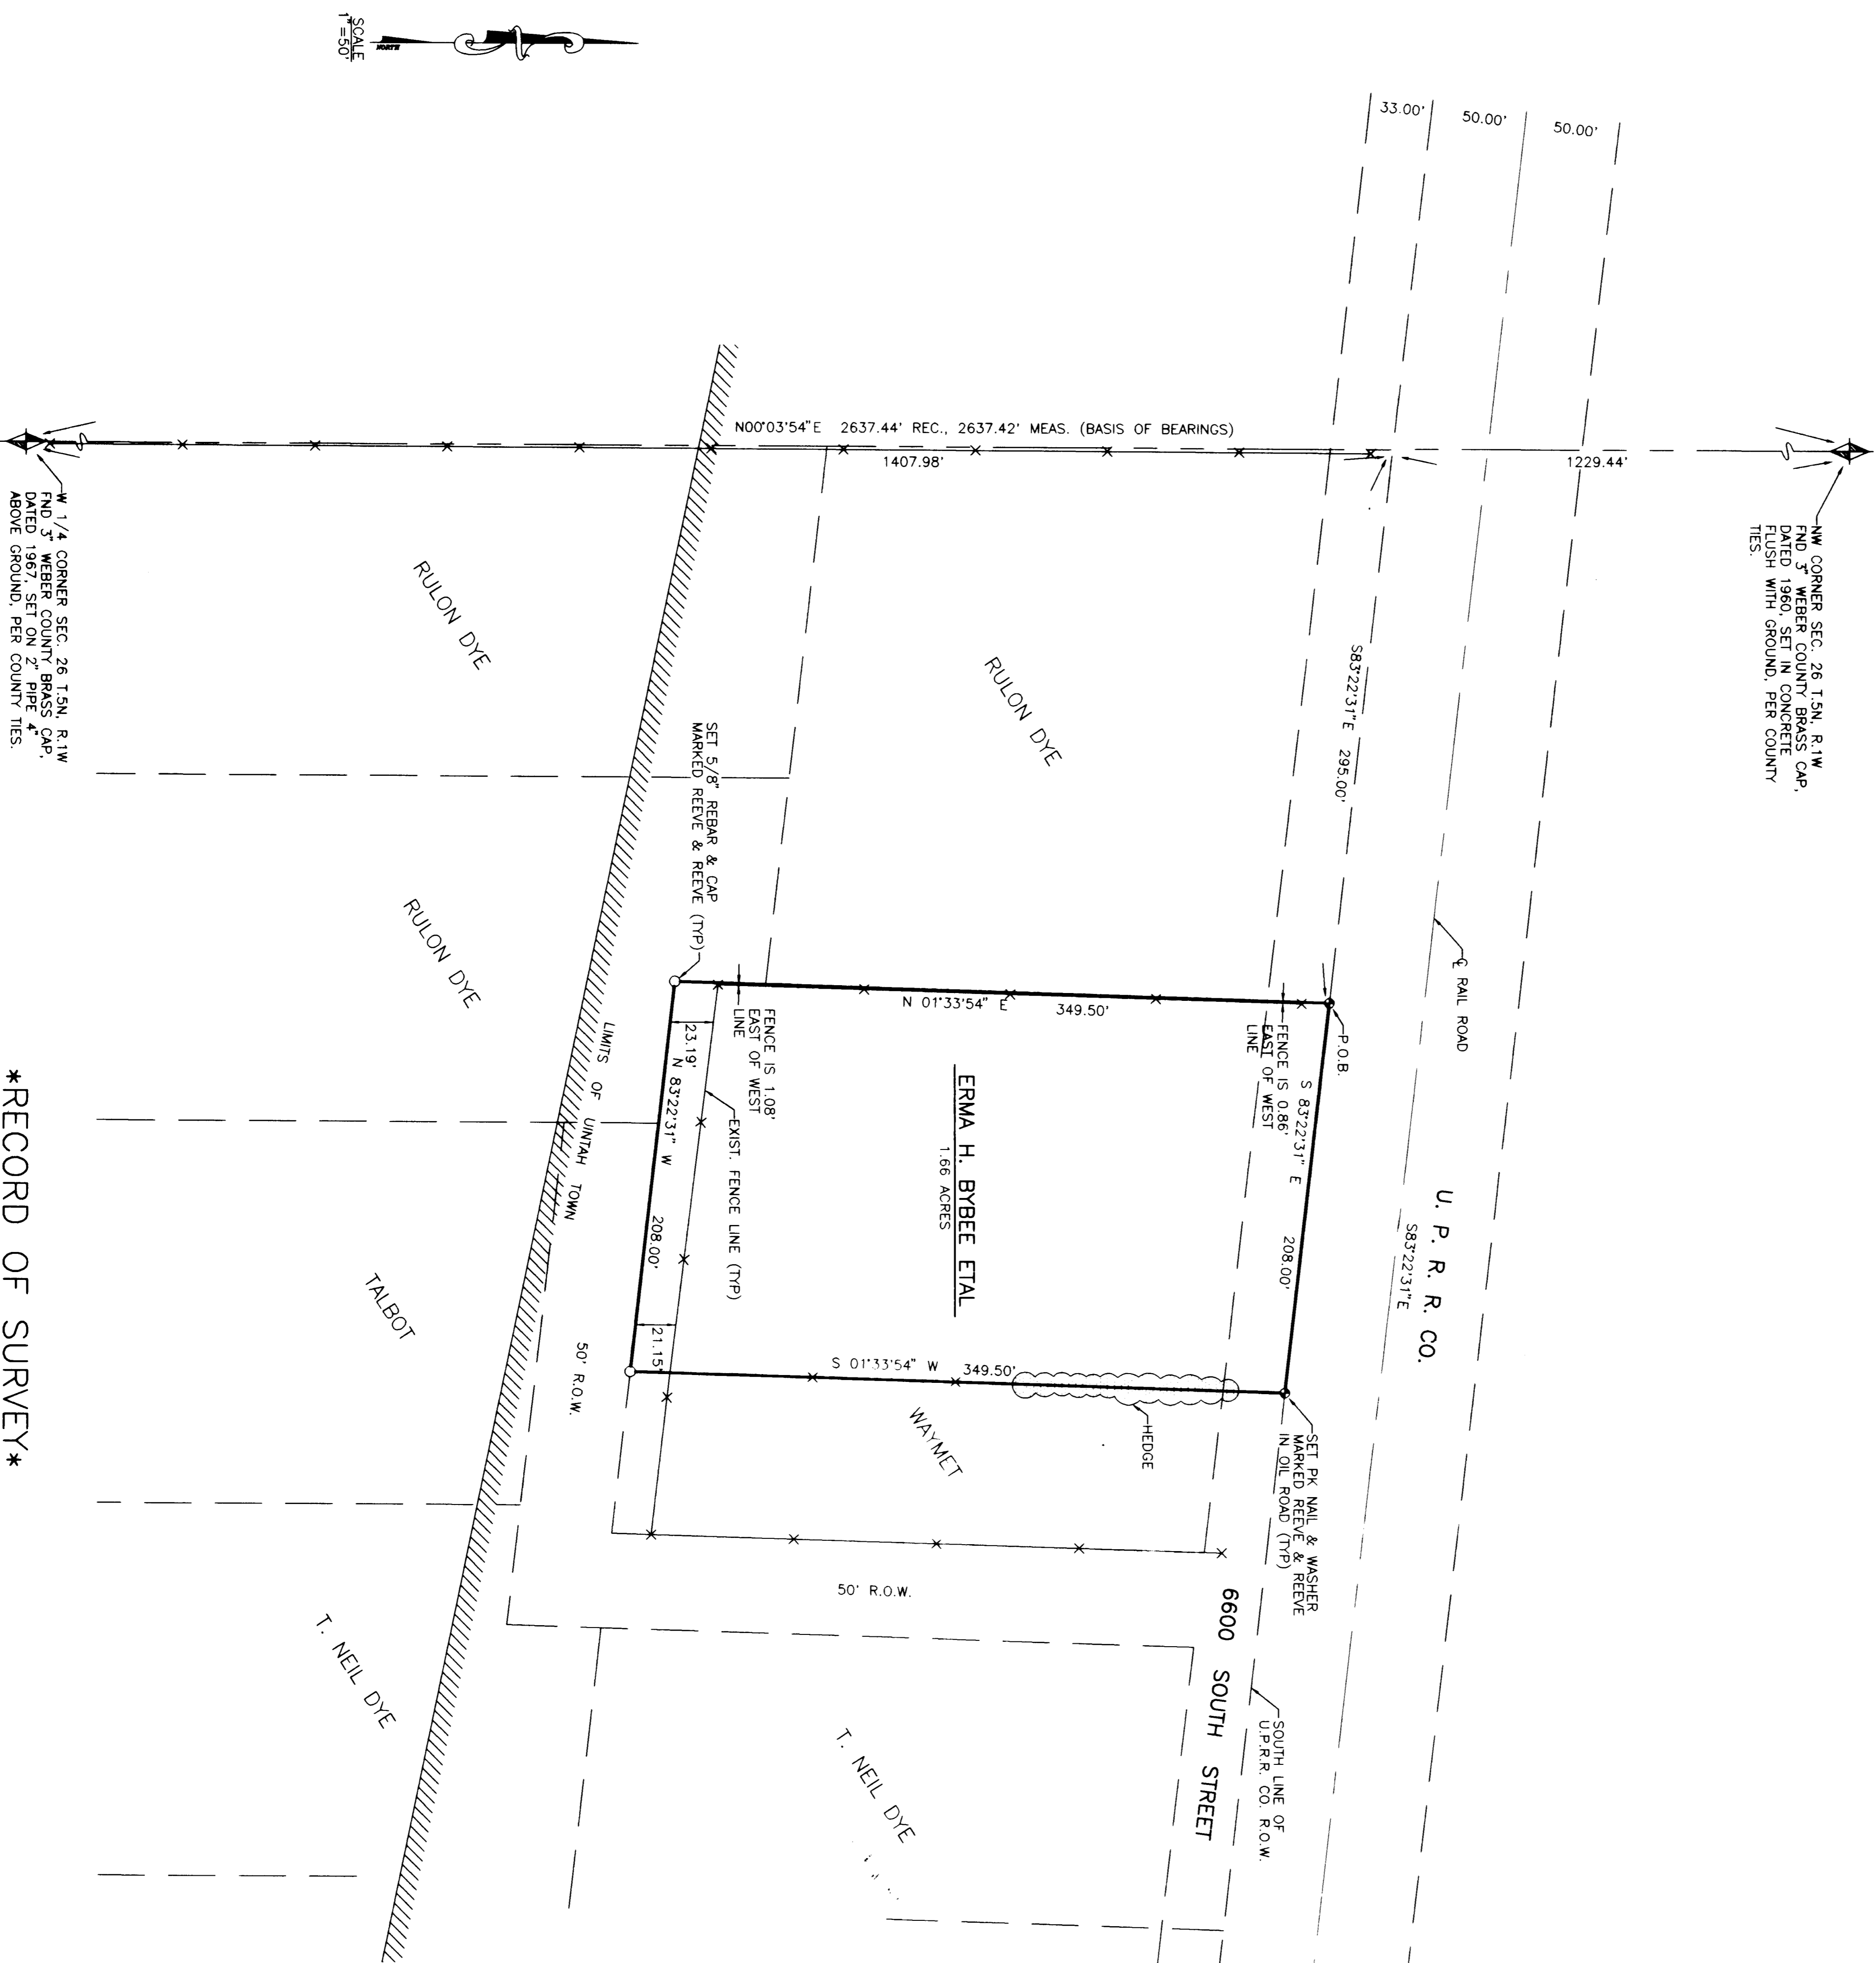 SCALE
1"=50'
NORTH
33.00'
50.00'
50.00'
NW CORNER SEC. 26 T.5N, R.1W
FND 3" WEBER COUNTY BRASS CAP,
DATED 1960, SET IN CONCRETE
FLUSH WITH GROUND, PER COUNTY
TIES.
1229.44'
N00°03'54"E 2637.44' REC., 2637.42' MEAS. (BASIS OF BEARINGS)
1407.98'
W 1/4 CORNER SEC. 26 T.5N, R.1W
FND 3" WEBER COUNTY BRASS CAP,
DATED 1967, SET ON 2" PIPE 4"
ABOVE GROUND, PER COUNTY TIES.
℄ RAIL ROAD
U. P. R. R. CO.
S83°22'31"E
S83°22'31"E 295.00'
P.O.B.
S 83°22'31" E 208.00'
FENCE IS 0.86'
EAST OF WEST
LINE
SET PK NAIL & WASHER
MARKED REEVE & REEVE
IN OIL ROAD (TYP)
SOUTH LINE OF
U.P.R.R. CO. R.O.W.
6600 SOUTH STREET
RULON DYE
N 01°33'54" E 349.50'
ERMA H. BYBEE ETAL
1.66 ACRES
S 01°33'54" W 349.50'
HEDGE
WAYMET
50' R.O.W.
T. NEIL DYE
FENCE IS 1.08'
EAST OF WEST
LINE
EXIST. FENCE LINE (TYP)
SET 5/8" REBAR & CAP
MARKED REEVE & REEVE (TYP)
23.19'
N 83°22'31" W 208.00'
21.15'
LIMITS OF UINTAH TOWN
50' R.O.W.
RULON DYE
RULON DYE
TALBOT
T. NEIL DYE
*RECORD OF SURVEY*